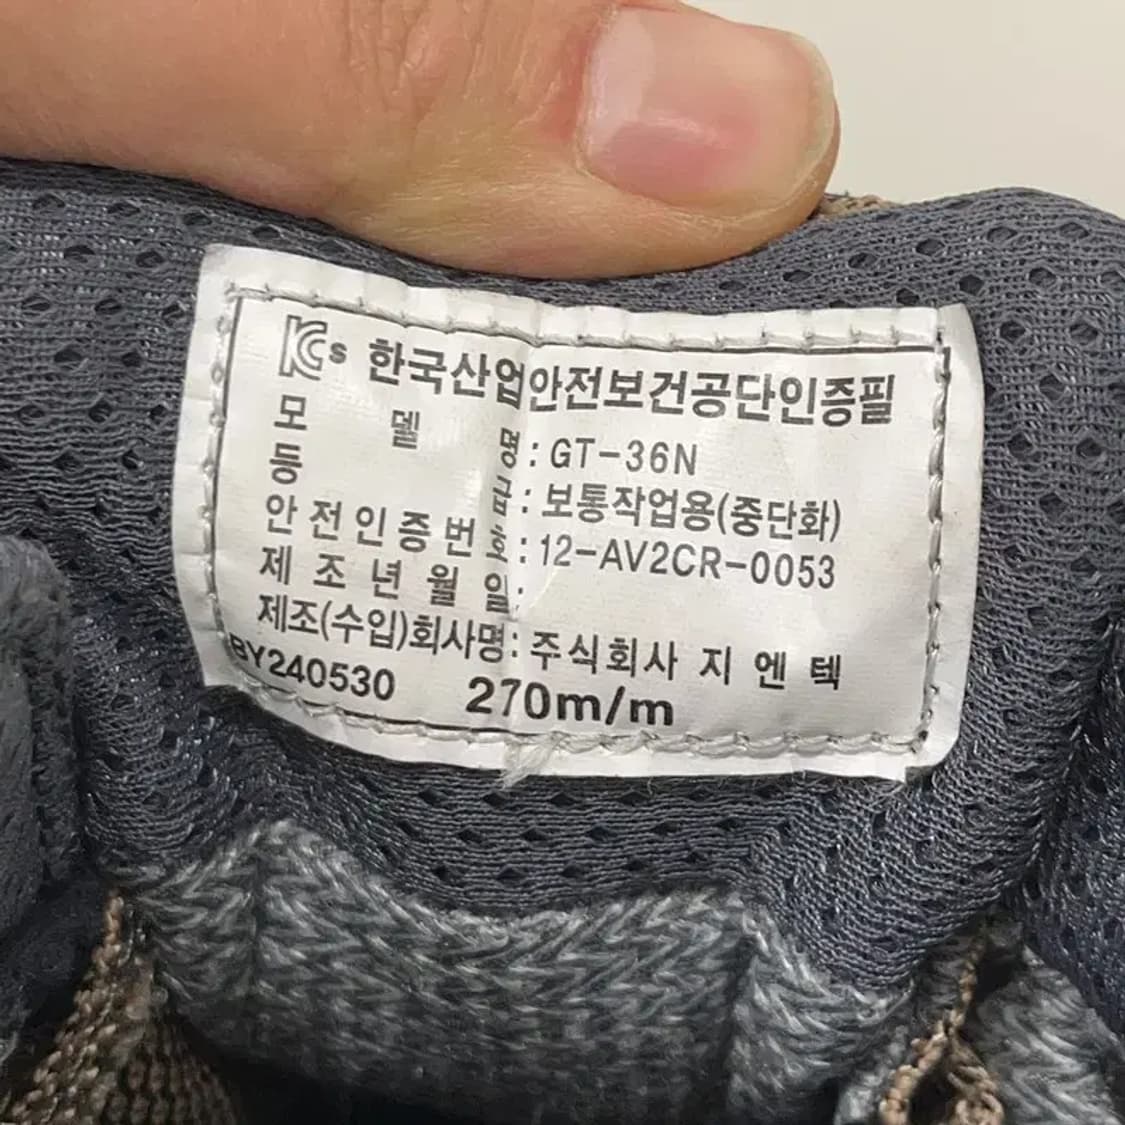 KCs 한국산업안전보건공단인증필
모 델 명 : GT-36N
등 급 : 보통작업용(중단화)
안전인증번호 : 12-AV2CR-0053
제 조 년 월 일 :
제조(수입)회사명 : 주식회사 지 엔 텍
BY240530 270m/m